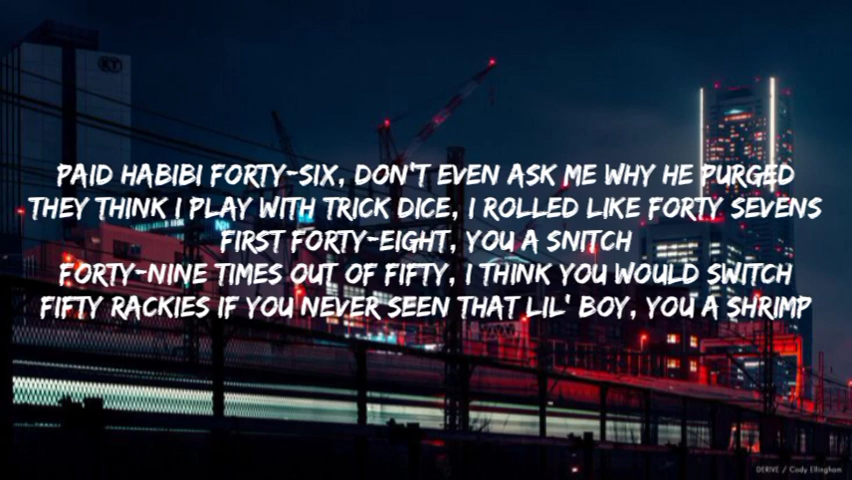 KT
PAID HABIBI FORTY-SIX, DON'T EVEN ASK ME WHY HE PURGED
THEY THINK I PLAY WITH TRICK DICE, I ROLLED LIKE FORTY SEVENS
FIRST FORTY-EIGHT, YOU A SNITCH
FORTY-NINE TIMES OUT OF FIFTY, I THINK YOU WOULD SWITCH
FIFTY RACKIES IF YOU NEVER SEEN THAT LIL' BOY, YOU A SHRIMP
DERIVE / Cody Ellingham